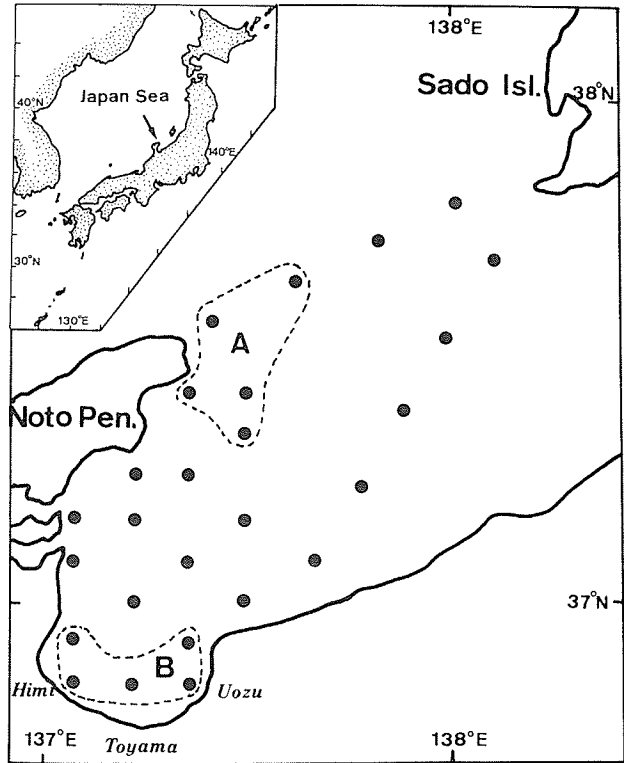 138°E
Sado Isl.
38°N
40°N
Japan Sea
140°E
30°N
130°E
A
Noto Pen.
37°N
B
Himi
Uozu
137°E
Toyama
138°E